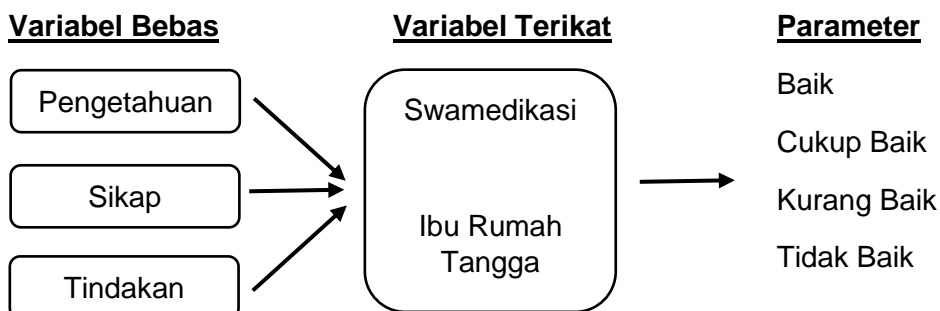 Variabel Bebas
Variabel Terikat
Parameter
Pengetahuan
Sikap
Tindakan
Swamedikasi
Ibu Rumah
Tangga
Baik
Cukup Baik
Kurang Baik
Tidak Baik